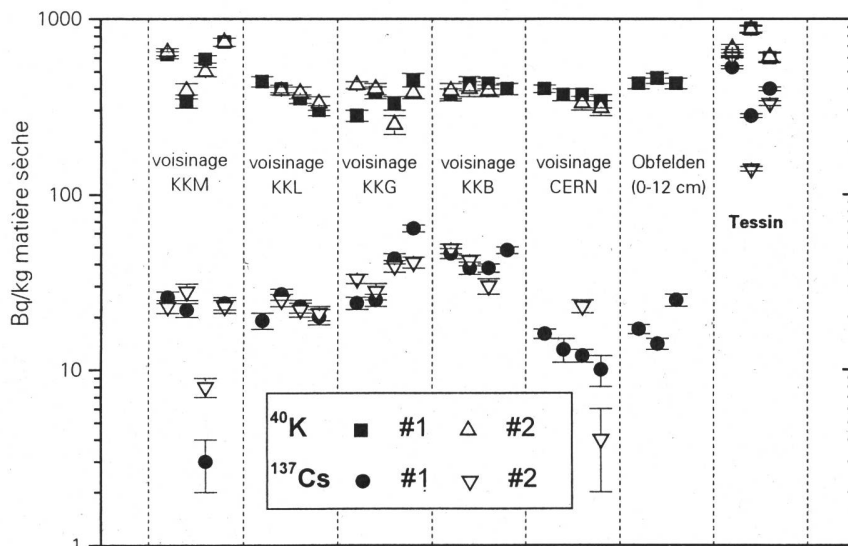 1000
100
10
1
Bq/kg matière sèche
voisinage
KKM
voisinage
KKL
voisinage
KKG
voisinage
KKB
voisinage
CERN
Obfelden
(0-12 cm)
Tessin
⁴⁰K #1 #2
¹³⁷Cs #1 #2